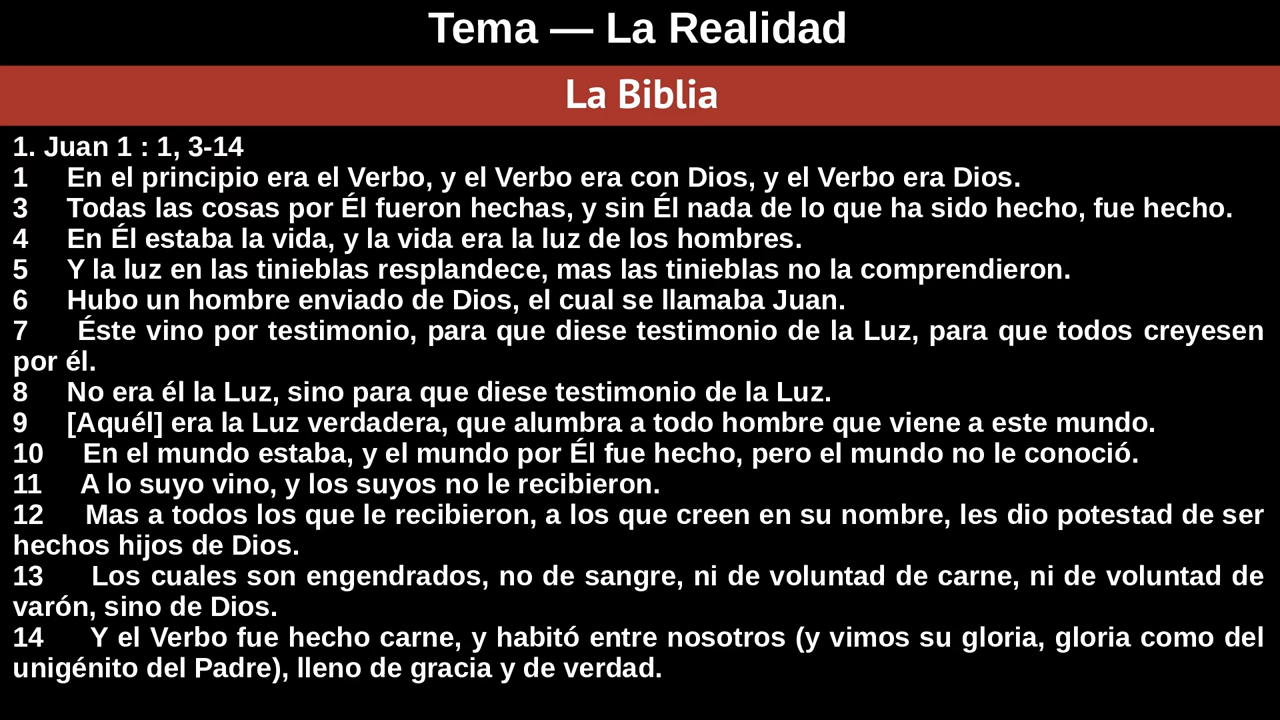 Tema — La Realidad
La Biblia
1. Juan 1 : 1, 3-14
1 En el principio era el Verbo, y el Verbo era con Dios, y el Verbo era Dios.
3 Todas las cosas por Él fueron hechas, y sin Él nada de lo que ha sido hecho, fue hecho.
4 En Él estaba la vida, y la vida era la luz de los hombres.
5 Y la luz en las tinieblas resplandece, mas las tinieblas no la comprendieron.
6 Hubo un hombre enviado de Dios, el cual se llamaba Juan.
7 Éste vino por testimonio, para que diese testimonio de la Luz, para que todos creyesen
por él.
8 No era él la Luz, sino para que diese testimonio de la Luz.
9 [Aquél] era la Luz verdadera, que alumbra a todo hombre que viene a este mundo.
10 En el mundo estaba, y el mundo por Él fue hecho, pero el mundo no le conoció.
11 A lo suyo vino, y los suyos no le recibieron.
12 Mas a todos los que le recibieron, a los que creen en su nombre, les dio potestad de ser
hechos hijos de Dios.
13 Los cuales son engendrados, no de sangre, ni de voluntad de carne, ni de voluntad de
varón, sino de Dios.
14 Y el Verbo fue hecho carne, y habitó entre nosotros (y vimos su gloria, gloria como del
unigénito del Padre), lleno de gracia y de verdad.